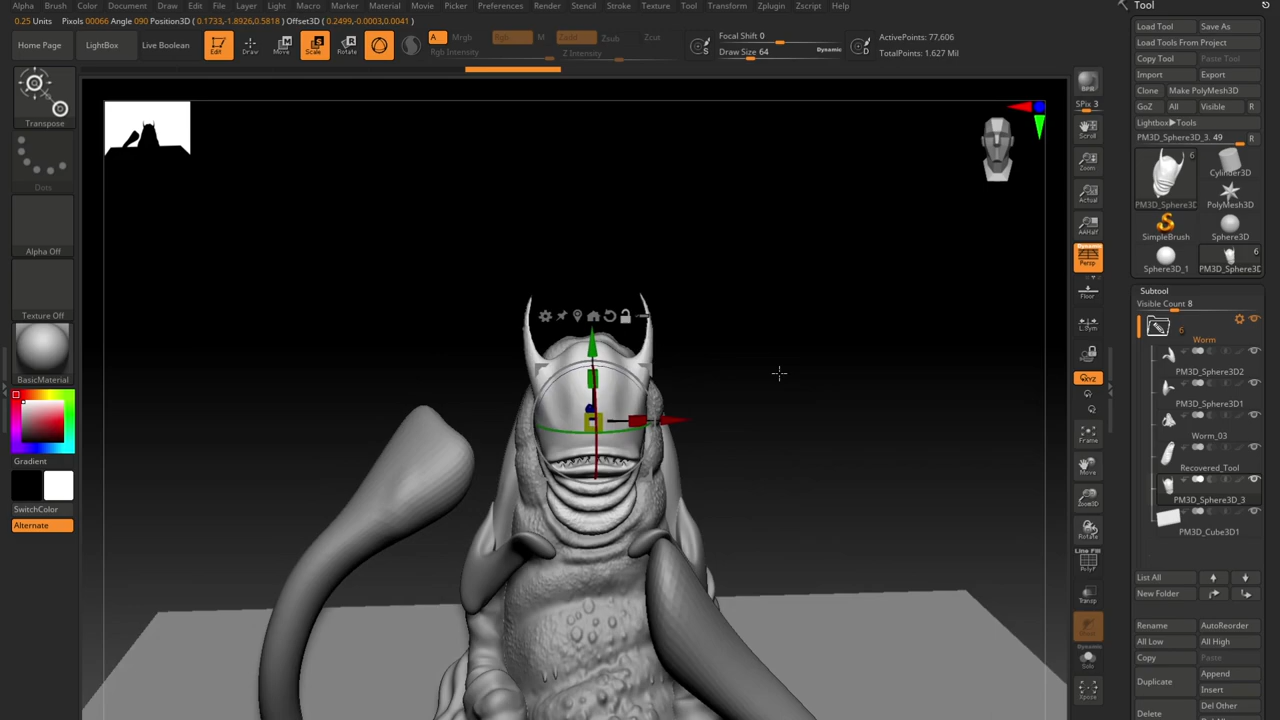 Alpha Brush Color Document Draw Edit File Layer Light Macro Marker Material Movie Picker Preferences Render Stencil Stroke Texture Tool Transform Zplugin Zscript
Tool
0.25 Units Pixols 00066 Angle 090 Position3D ( 0.1733,-1.8926,0.5818 ) Offset3D ( 0.2499,-0.0003,0.0041 )
Load Tool Save As
Load Tools From Project
Copy Tool Paste Tool
Import Export
Clone Make PolyMesh3D
GoZ All Visible R
Lightbox▶Tools
PM3D_Sphere3D_3. 49 R
Home Page LightBox Live Boolean
Edit Draw Move Scale Rotate
A Mrgb Rgb M Zadd Zsub Zcut
Rgb Intensity Z Intensity
Focal Shift 0
Draw Size 64 Dynamic
S D
ActivePoints: 77,606
TotalPoints: 1.627 Mil
Transpose
Dots
Alpha Off
Texture Off
BasicMaterial
Gradient
SwitchColor
Alternate
BPR
SPix 3
Scroll
Zoom
Actual
AAHalf
Dynamic
Persp
Floor
L.Sym
XYZ
Frame
Move
Zoom3D
Rotate
Line Fill
PolyF
Transp
Dynamic
Solo
Xpose
6
PM3D_Sphere3D
Cylinder3D
PolyMesh3D
SimpleBrush
Sphere3D
Sphere3D_1
6
PM3D_Sphere3D
Subtool
Visible Count 8
6
Worm
PM3D_Sphere3D2
PM3D_Sphere3D1
Worm_03
Recovered_Tool
PM3D_Sphere3D_3
PM3D_Cube3D1
List All
New Folder
Rename AutoReorder
All Low All High
Copy Paste
Duplicate Append
Insert
Delete Del Other